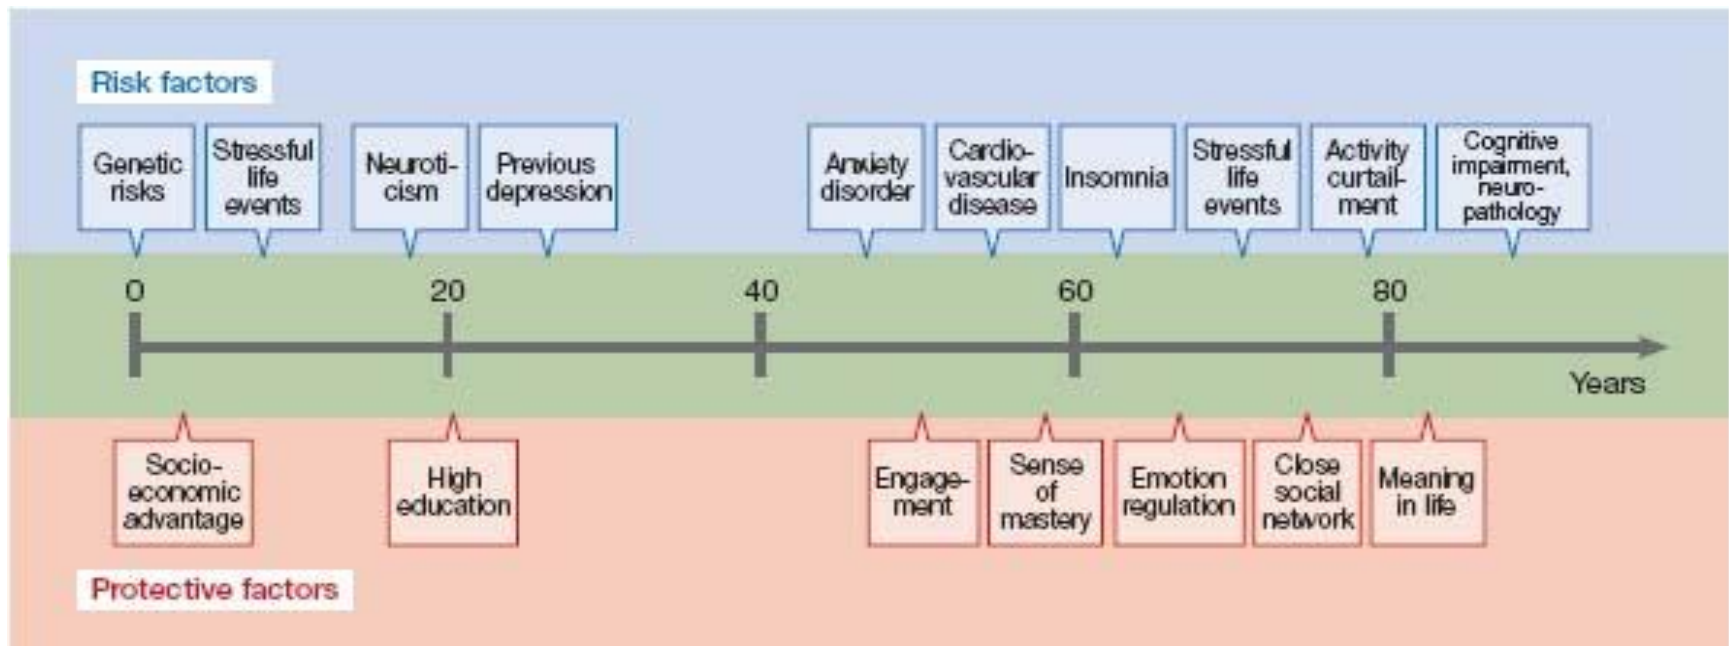 Risk factors
Genetic
risks
Stressful
life
events
Neuroti-
cism
Previous
depression
Anxiety
disorder
Cardio-
vascular
disease
Insomnia
Stressful
life
events
Activity
curtail-
ment
Cognitive
impairment,
neuro-
pathology
0 20 40 60 80
Years
Socio-
economic
advantage
High
education
Engage-
ment
Sense
of
mastery
Emotion
regulation
Close
social
network
Meaning
in life
Protective factors